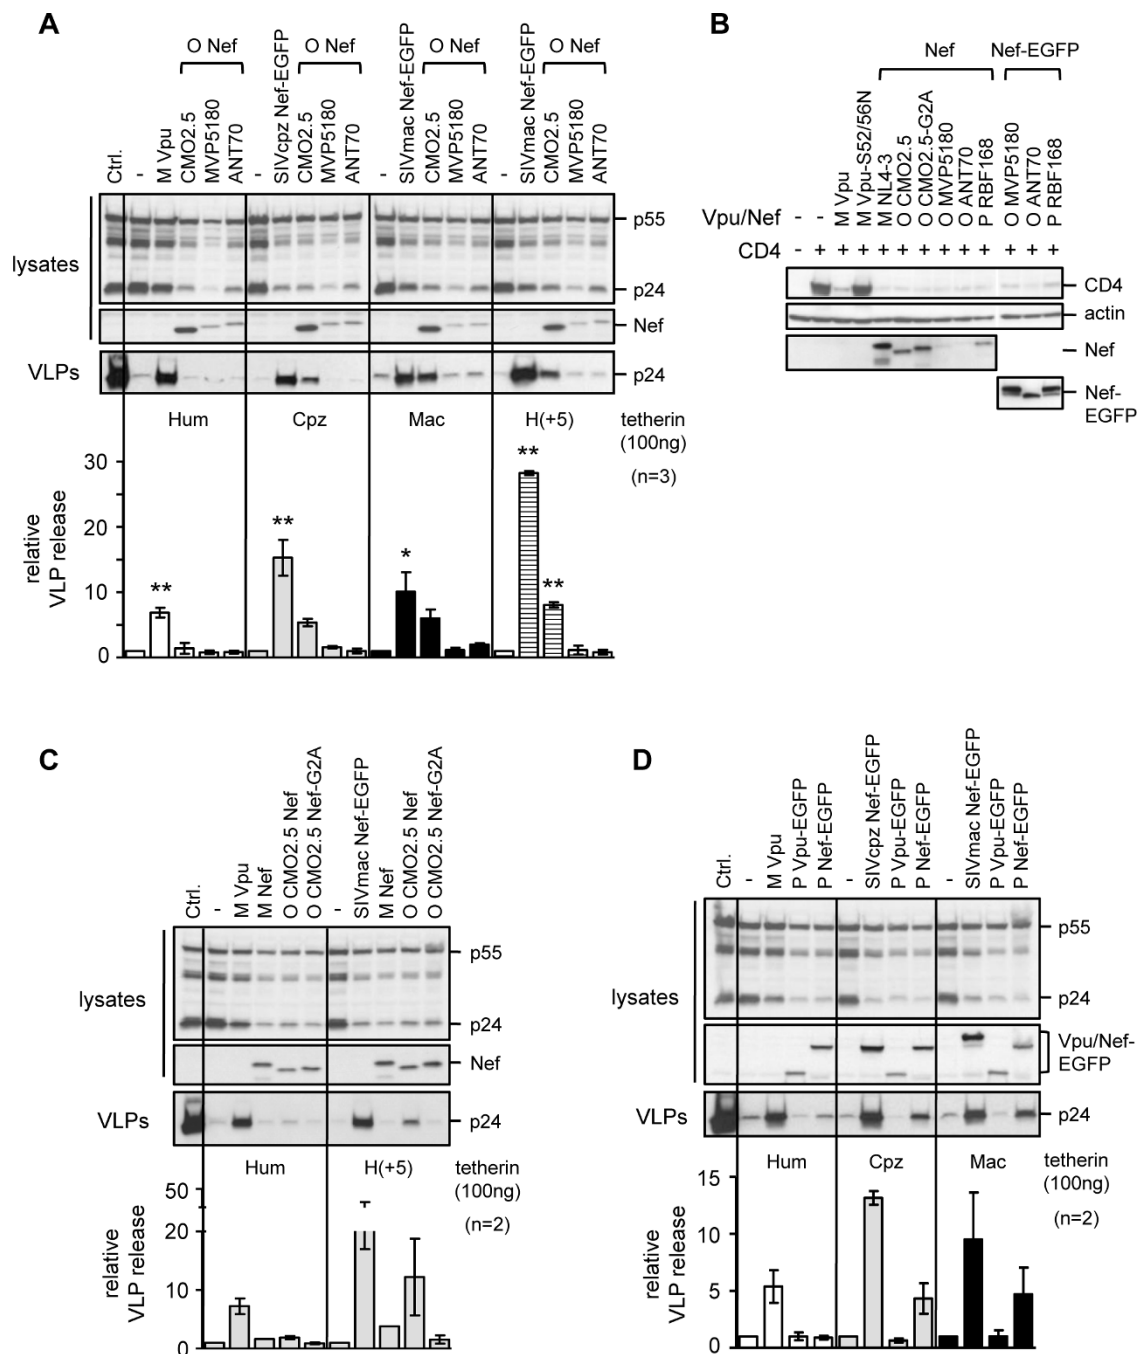 A
O Nef
O Nef
O Nef
O Nef
Ctrl.
-
M Vpu
CMO2.5
MVP5180
ANT70
-
SIVcpz Nef-EGFP
CMO2.5
MVP5180
ANT70
-
SIVmac Nef-EGFP
CMO2.5
MVP5180
ANT70
-
SIVmac Nef-EGFP
CMO2.5
MVP5180
ANT70
lysates
p55
p24
Nef
VLPs
p24
Hum Cpz Mac H(+5) tetherin
(100ng)
(n=3)
relative
VLP release
30
20
10
0
**
**
*
**
**
B
Nef
Nef-EGFP
Vpu/Nef
-
-
M Vpu
Vpu-S52/56N
M NL4-3
O CMO2.5
O CMO2.5-G2A
O MVP5180
O ANT70
P RBF168
O MVP5180
O ANT70
P RBF168
CD4 - + + + + + + + + + + + +
CD4
actin
Nef
Nef-
EGFP
C
Ctrl.
-
M Vpu
M Nef
O CMO2.5 Nef
O CMO2.5 Nef-G2A
-
SIVmac Nef-EGFP
M Nef
O CMO2.5 Nef
O CMO2.5 Nef-G2A
lysates
p55
p24
Nef
VLPs
p24
Hum H(+5) tetherin
(100ng)
(n=2)
relative
VLP release
50
20
10
0
D
Ctrl.
-
M Vpu
P Vpu-EGFP
P Nef-EGFP
-
SIVcpz Nef-EGFP
P Vpu-EGFP
P Nef-EGFP
-
SIVmac Nef-EGFP
P Vpu-EGFP
P Nef-EGFP
lysates
p55
p24
Vpu/Nef-
EGFP
VLPs
p24
Hum Cpz Mac tetherin
(100ng)
(n=2)
relative
VLP release
15
10
5
0